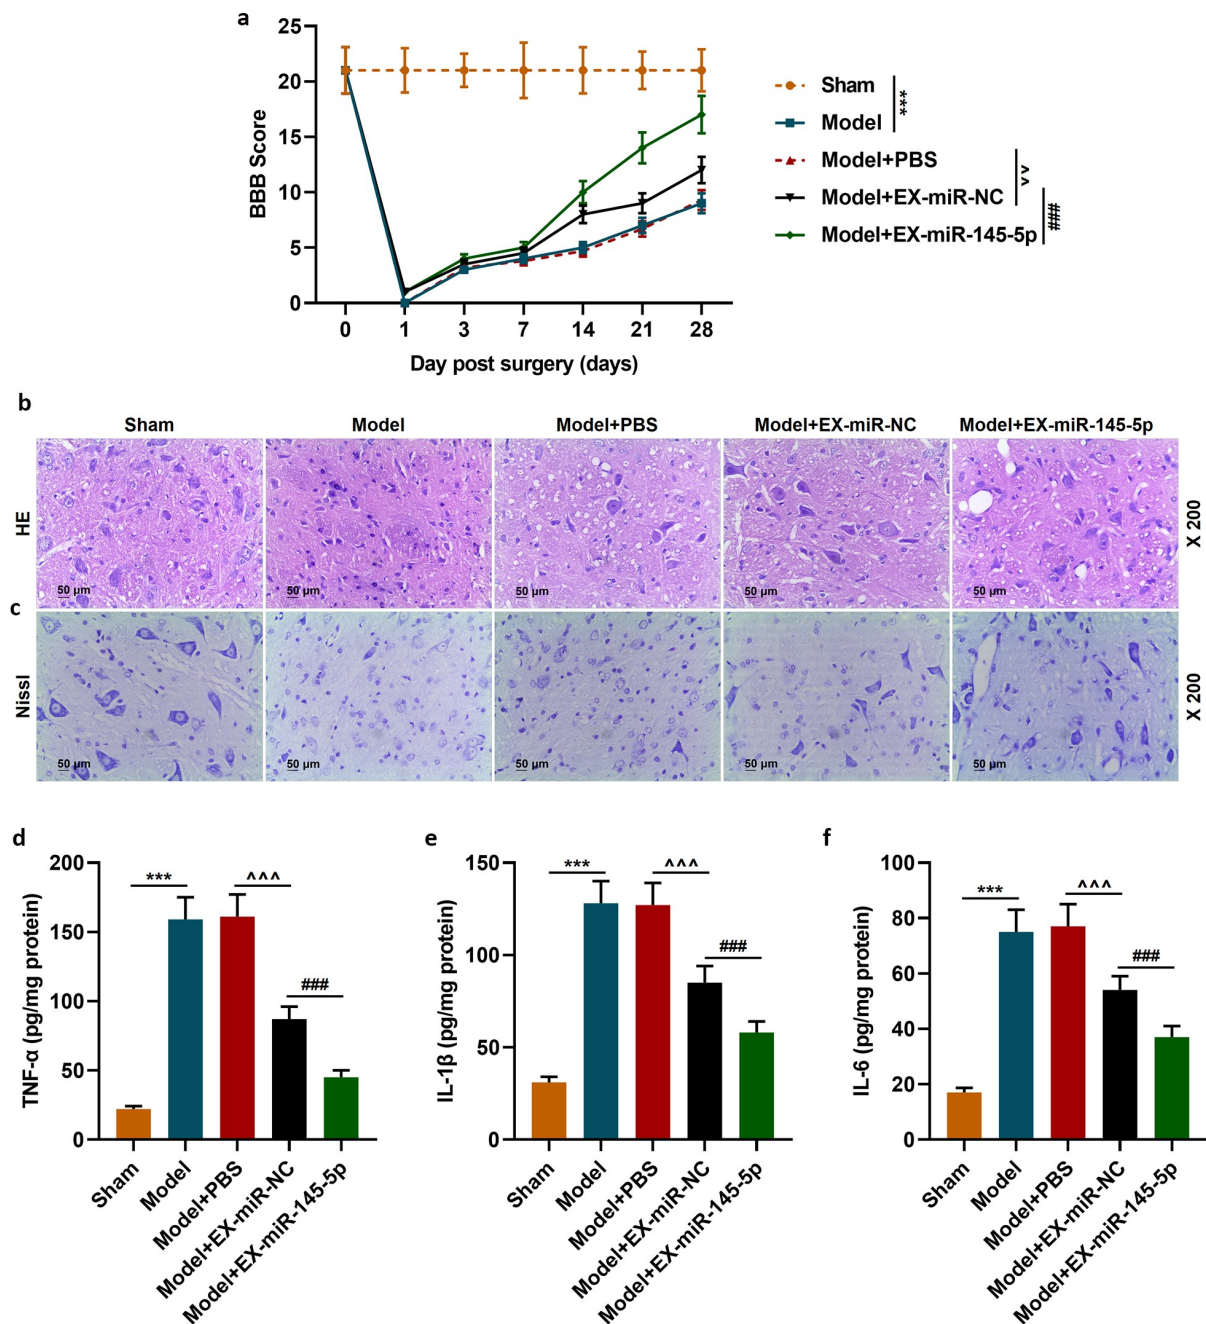 a
25
20
15
10
5
0
BBB Score
0 1 3 7 14 21 28
Day post surgery (days)
Sham
***
Model
Model+PBS
^^
Model+EX-miR-NC
###
Model+EX-miR-145-5p
b
Sham Model Model+PBS Model+EX-miR-NC Model+EX-miR-145-5p
HE
50 µm 50 µm 50 µm 50 µm 50 µm
X 200
c
Nissl
50 µm 50 µm 50 µm 50 µm 50 µm
X 200
d
200
150
100
50
0
TNF-α (pg/mg protein)
*** ^^^
###
Sham
Model
Model+PBS
Model+EX-miR-NC
Model+EX-miR-145-5p
e
150
100
50
0
IL-1β (pg/mg protein)
*** ^^^
###
Sham
Model
Model+PBS
Model+EX-miR-NC
Model+EX-miR-145-5p
f
100
80
60
40
20
0
IL-6 (pg/mg protein)
*** ^^^
###
Sham
Model
Model+PBS
Model+EX-miR-NC
Model+EX-miR-145-5p